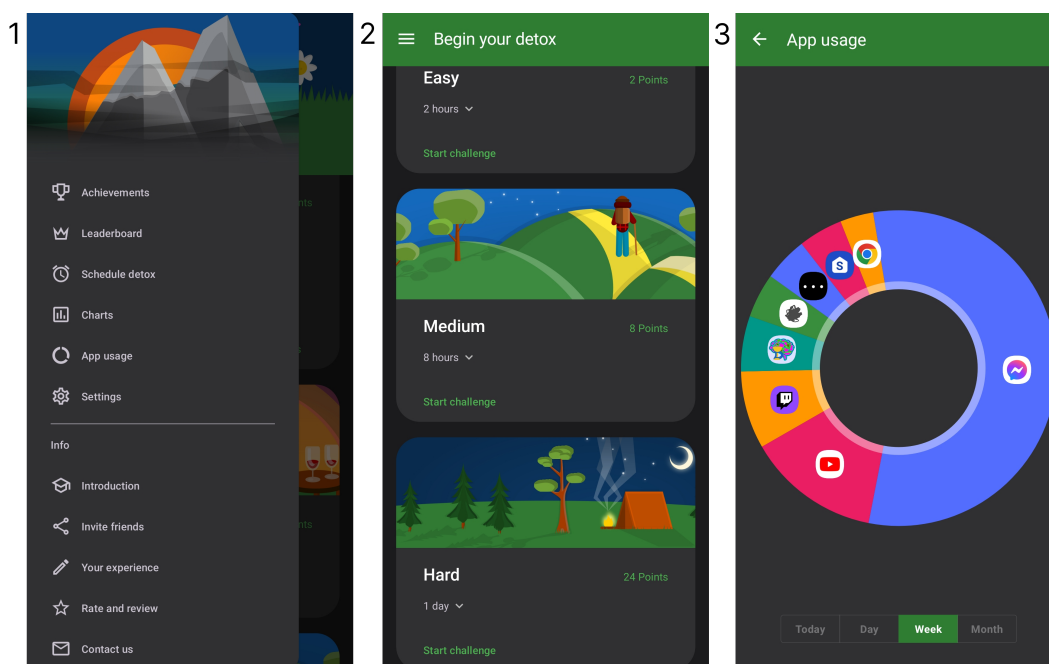 1
Achievements
Leaderboard
Schedule detox
Charts
App usage
Settings
Info
Introduction
Invite friends
Your experience
Rate and review
Contact us
nts
nts
2
Begin your detox
Easy
2 Points
2 hours
Start challenge
Medium
8 Points
8 hours
Start challenge
Hard
24 Points
1 day
Start challenge
3
App usage
S
Today Day Week Month